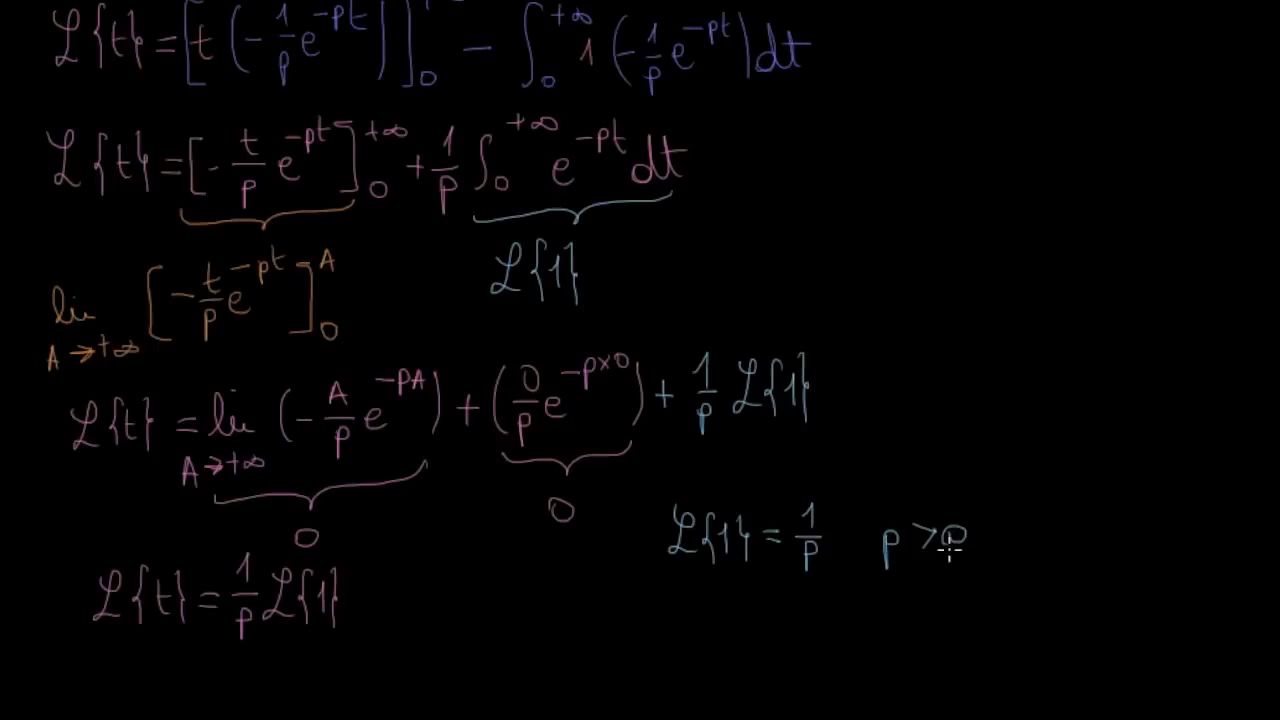 ℒ{t} = [t (-1/p e^{-pt})]_0 - ∫_0^{+∞} 1 (-1/p e^{-pt}) dt
ℒ{t} = [-t/p e^{-pt}]_0^{+∞} + 1/p ∫_0^{+∞} e^{-pt} dt
ℒ{1}
lim_{A→+∞} [-t/p e^{-pt}]_0^A
ℒ{t} = lim_{A→+∞} (-A/p e^{-pA}) + (0/p e^{-p×0}) + 1/p ℒ{1}
0
0
ℒ{1} = 1/p p > 0
ℒ{t} = 1/p ℒ{1}